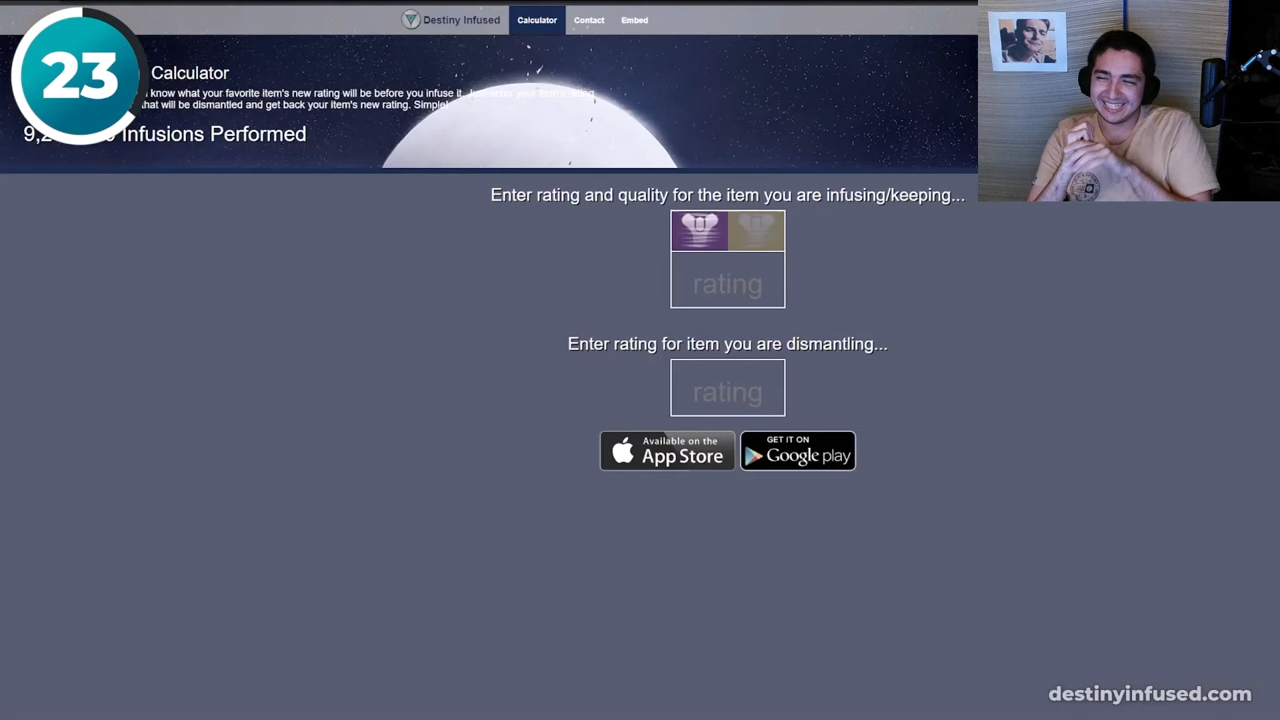 23
Destiny Infused
Calculator
Contact
Embed
Calculator
know what your favorite item's new rating will be before you infuse it.
that will be dismantled and get back your item's new rating. Simple!
Infusions Performed
Enter rating and quality for the item you are infusing/keeping...
rating
Enter rating for item you are dismantling...
rating
Available on the
App Store
GET IT ON
Google play
destinyinfused.com